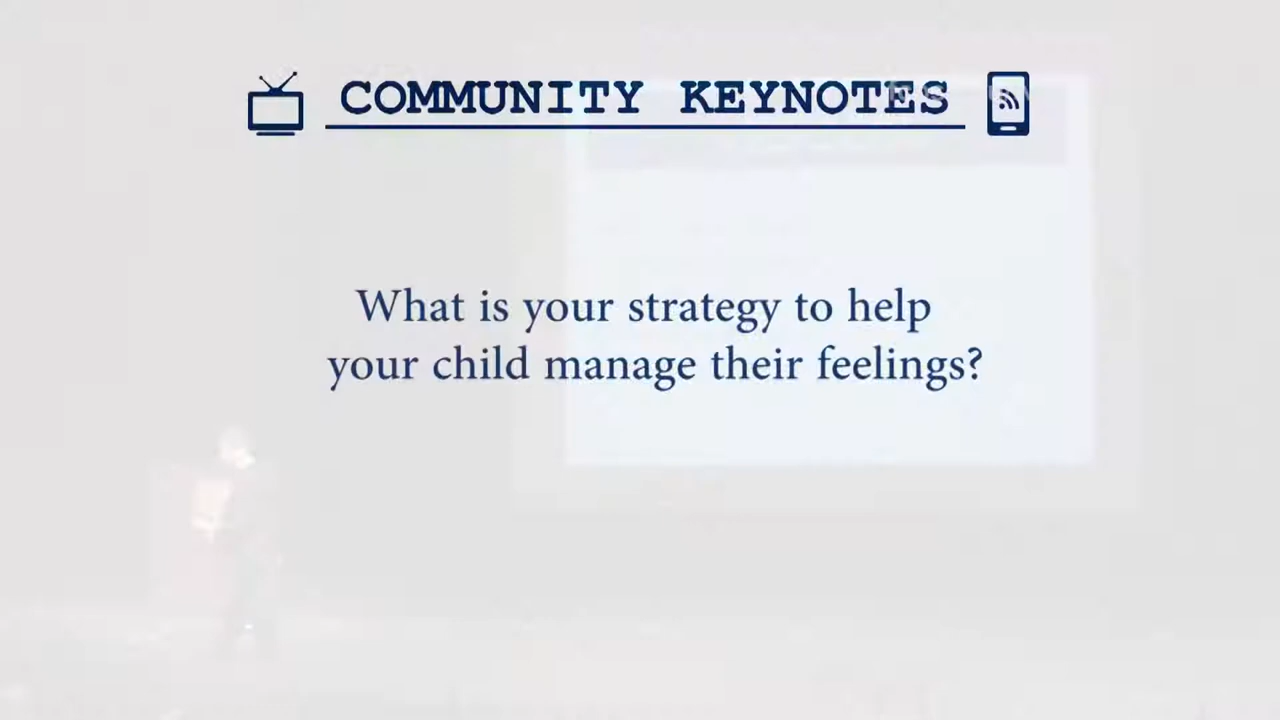 COMMUNITY KEYNOTES
What is your strategy to help
your child manage their feelings?